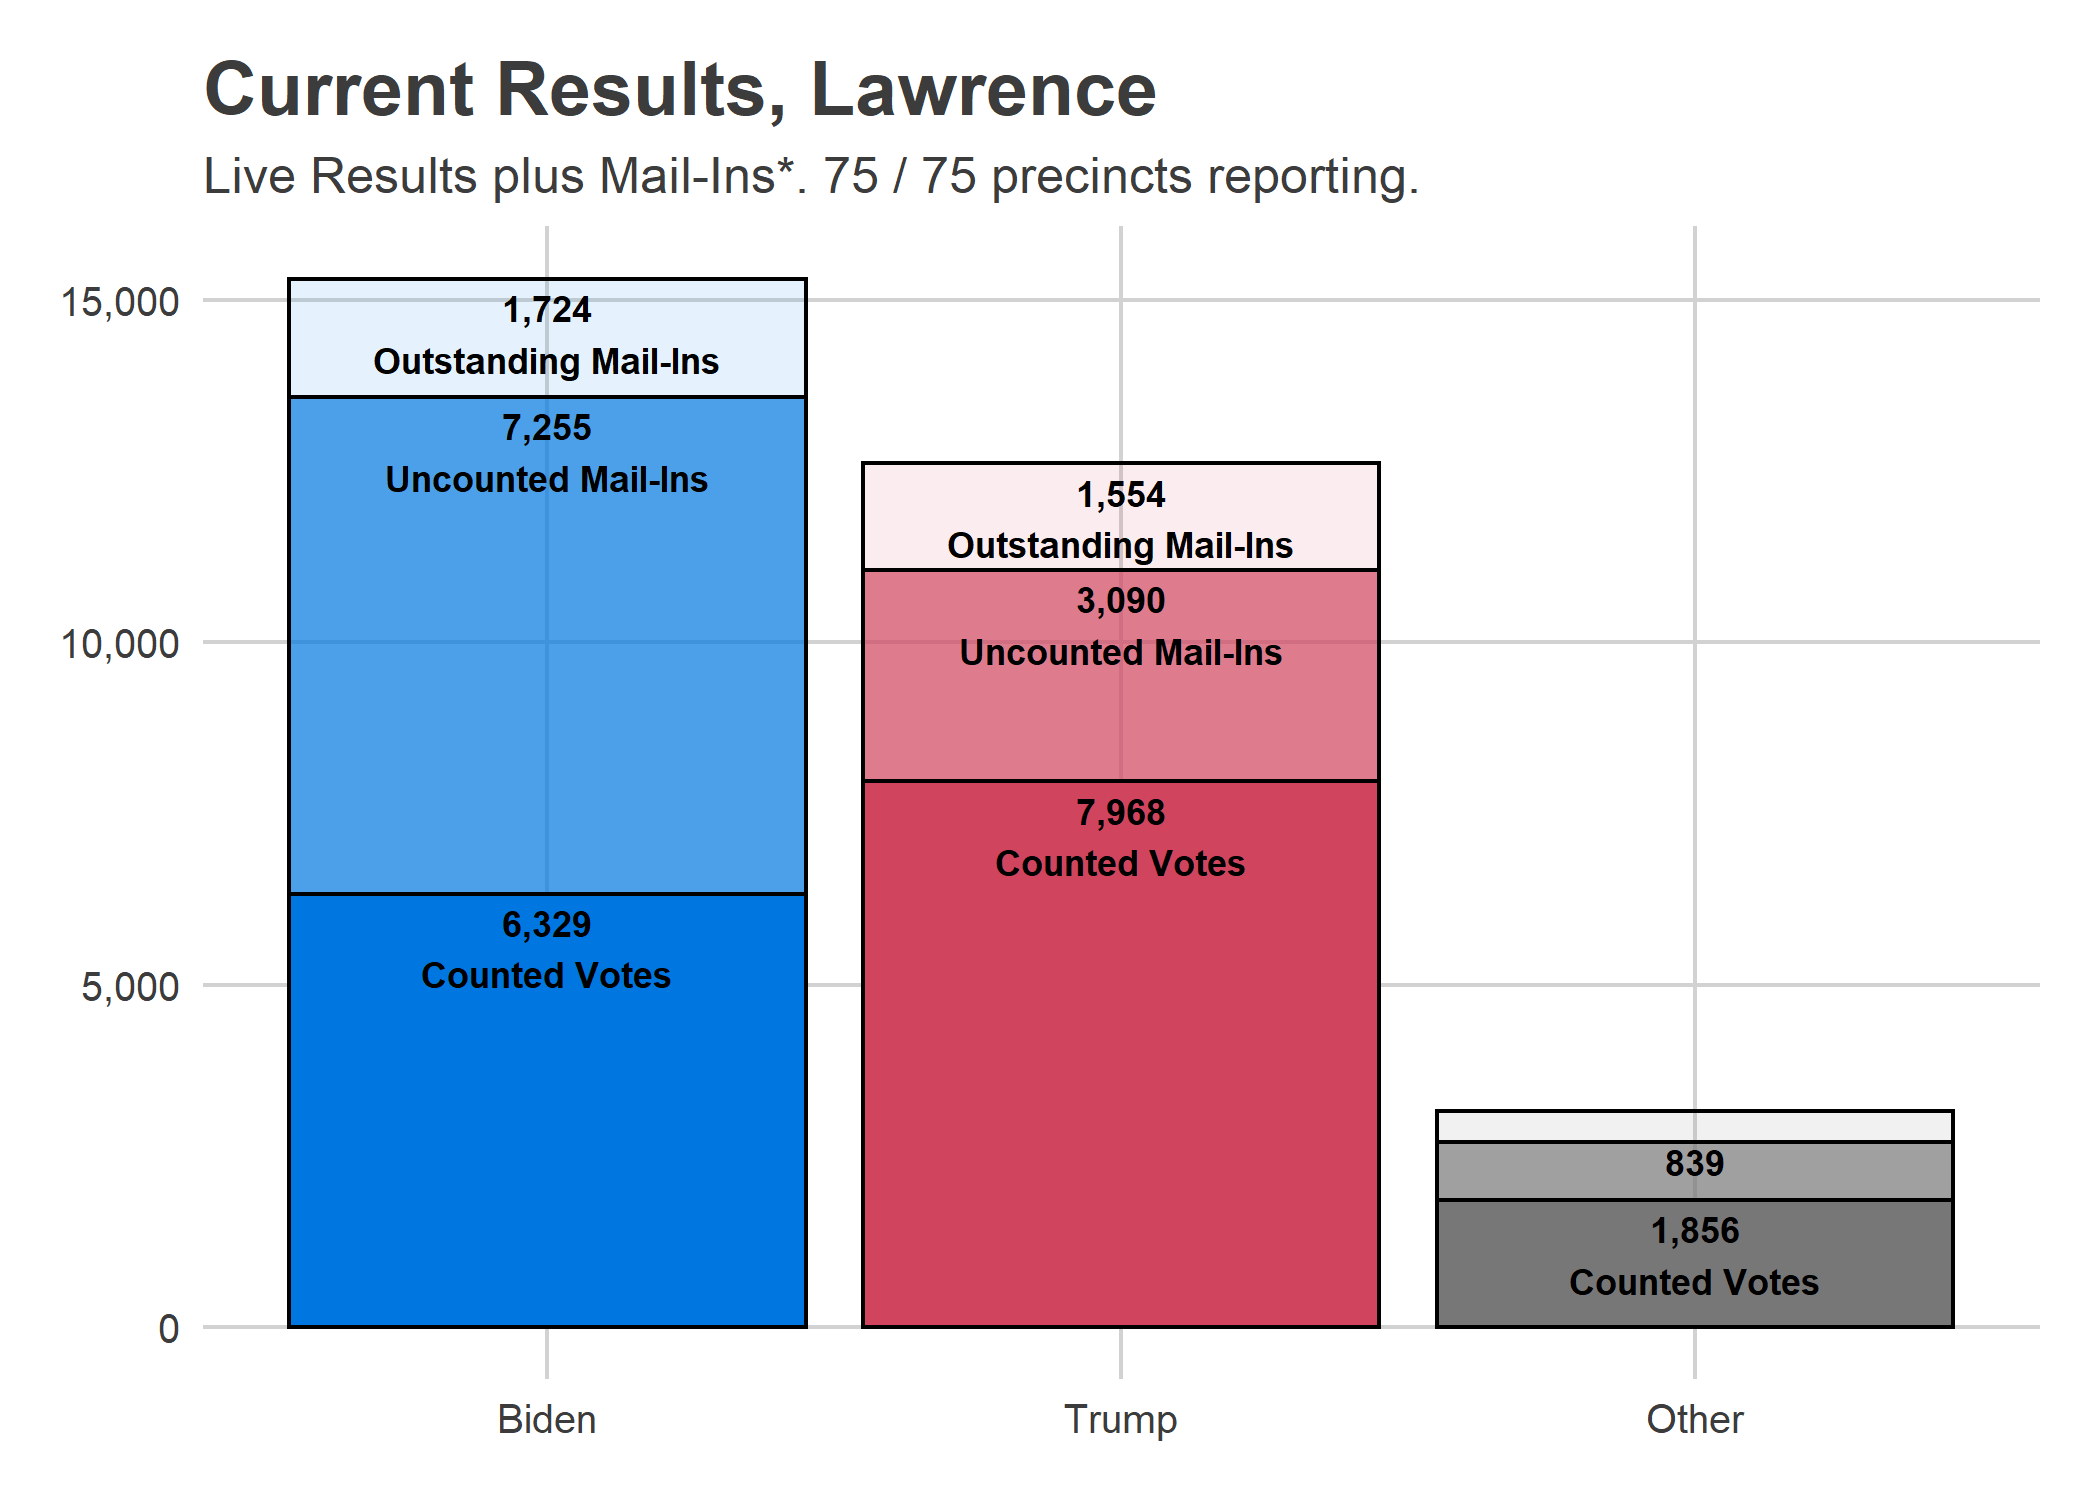 Current Results, Lawrence
Live Results plus Mail-Ins*. 75 / 75 precincts reporting.
15,000
10,000
5,000
0
1,724
Outstanding Mail-Ins
7,255
Uncounted Mail-Ins
6,329
Counted Votes
1,554
Outstanding Mail-Ins
3,090
Uncounted Mail-Ins
7,968
Counted Votes
839
1,856
Counted Votes
Biden
Trump
Other